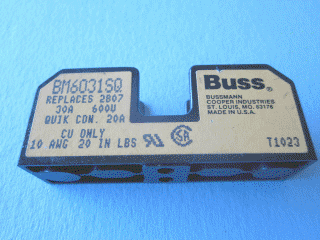 BM6031SQ
REPLACES 2807
30A 600V
QUIK CON. 20A
CU ONLY
10 AWG 20 IN LBS
Buss®
BUSSMANN
COOPER INDUSTRIES
ST. LOUIS, MO. 63178
MADE IN U.S.A.
SA
T1023